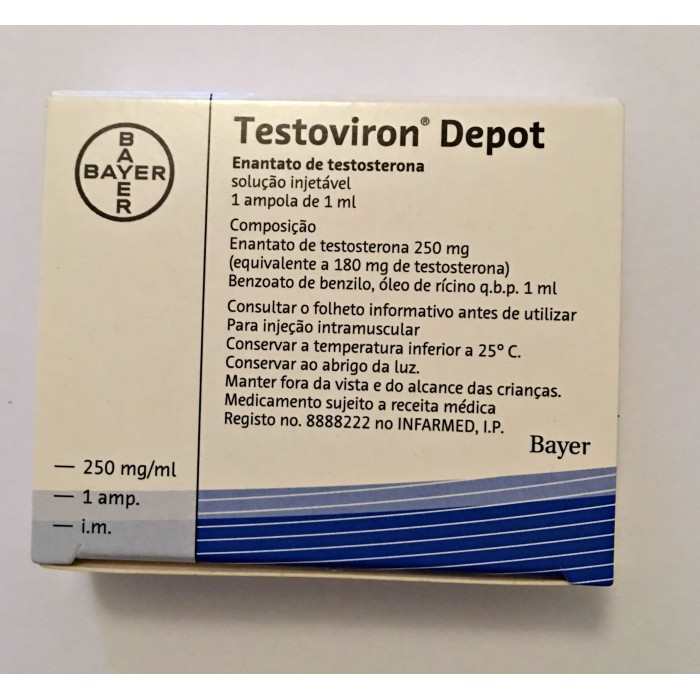 BAYER
BAYER
Testoviron® Depot
Enantato de testosterona
solução injetável
1 ampola de 1 ml
Composição
Enantato de testosterona 250 mg
(equivalente a 180 mg de testosterona)
Benzoato de benzilo, óleo de rícino q.b.p. 1 ml
Consultar o folheto informativo antes de utilizar
Para injeção intramuscular
Conservar a temperatura inferior a 25° C.
Conservar ao abrigo da luz.
Manter fora da vista e do alcance das crianças.
Medicamento sujeito a receita médica
Registo no. 8888222 no INFARMED, I.P.
Bayer
— 250 mg/ml
— 1 amp.
— i.m.